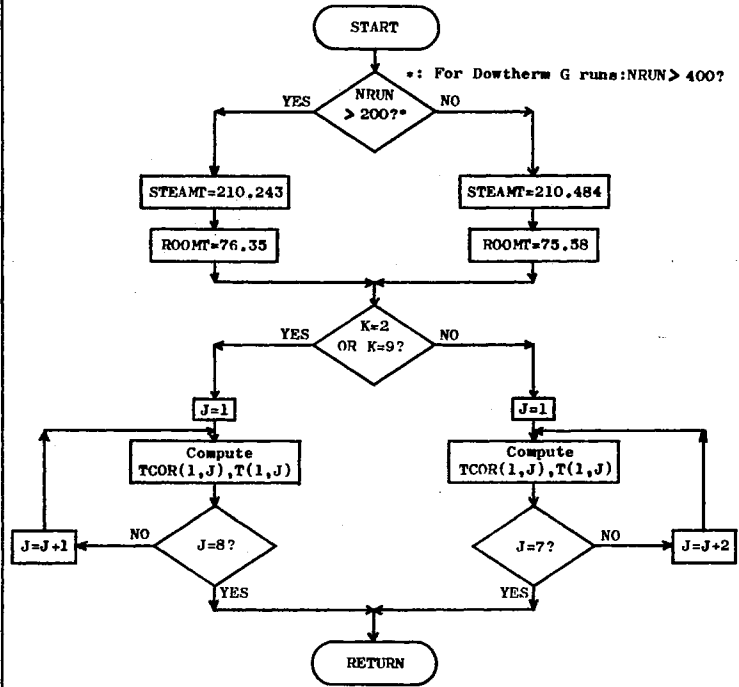 START
*: For Dowtherm G runs:NRUN> 400?
NRUN
> 200?*
YES
NO
STEAMT=210.243
STEAMT=210.484
ROOMT=76.35
ROOMT=75.58
K=2
OR K=9?
YES
NO
J=1
J=1
Compute
TCOR(1,J),T(1,J)
Compute
TCOR(1,J),T(1,J)
J=J+1
NO
J=8?
YES
J=7?
NO
J=J+2
YES
RETURN